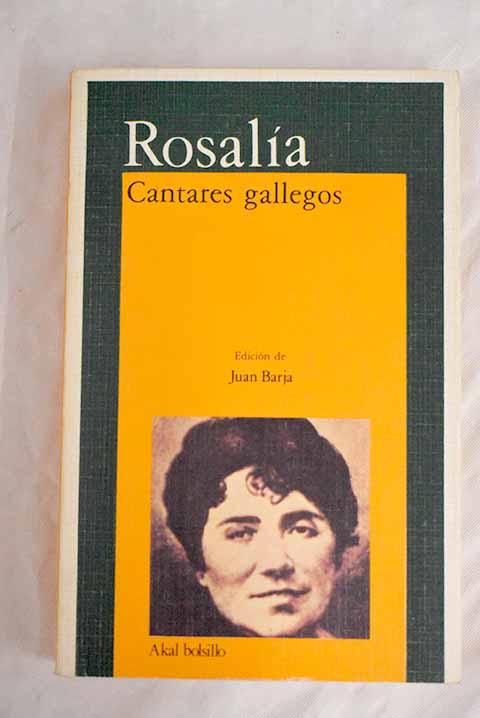 Rosalía
Cantares gallegos
Edición de
Juan Barja
Akal bolsillo